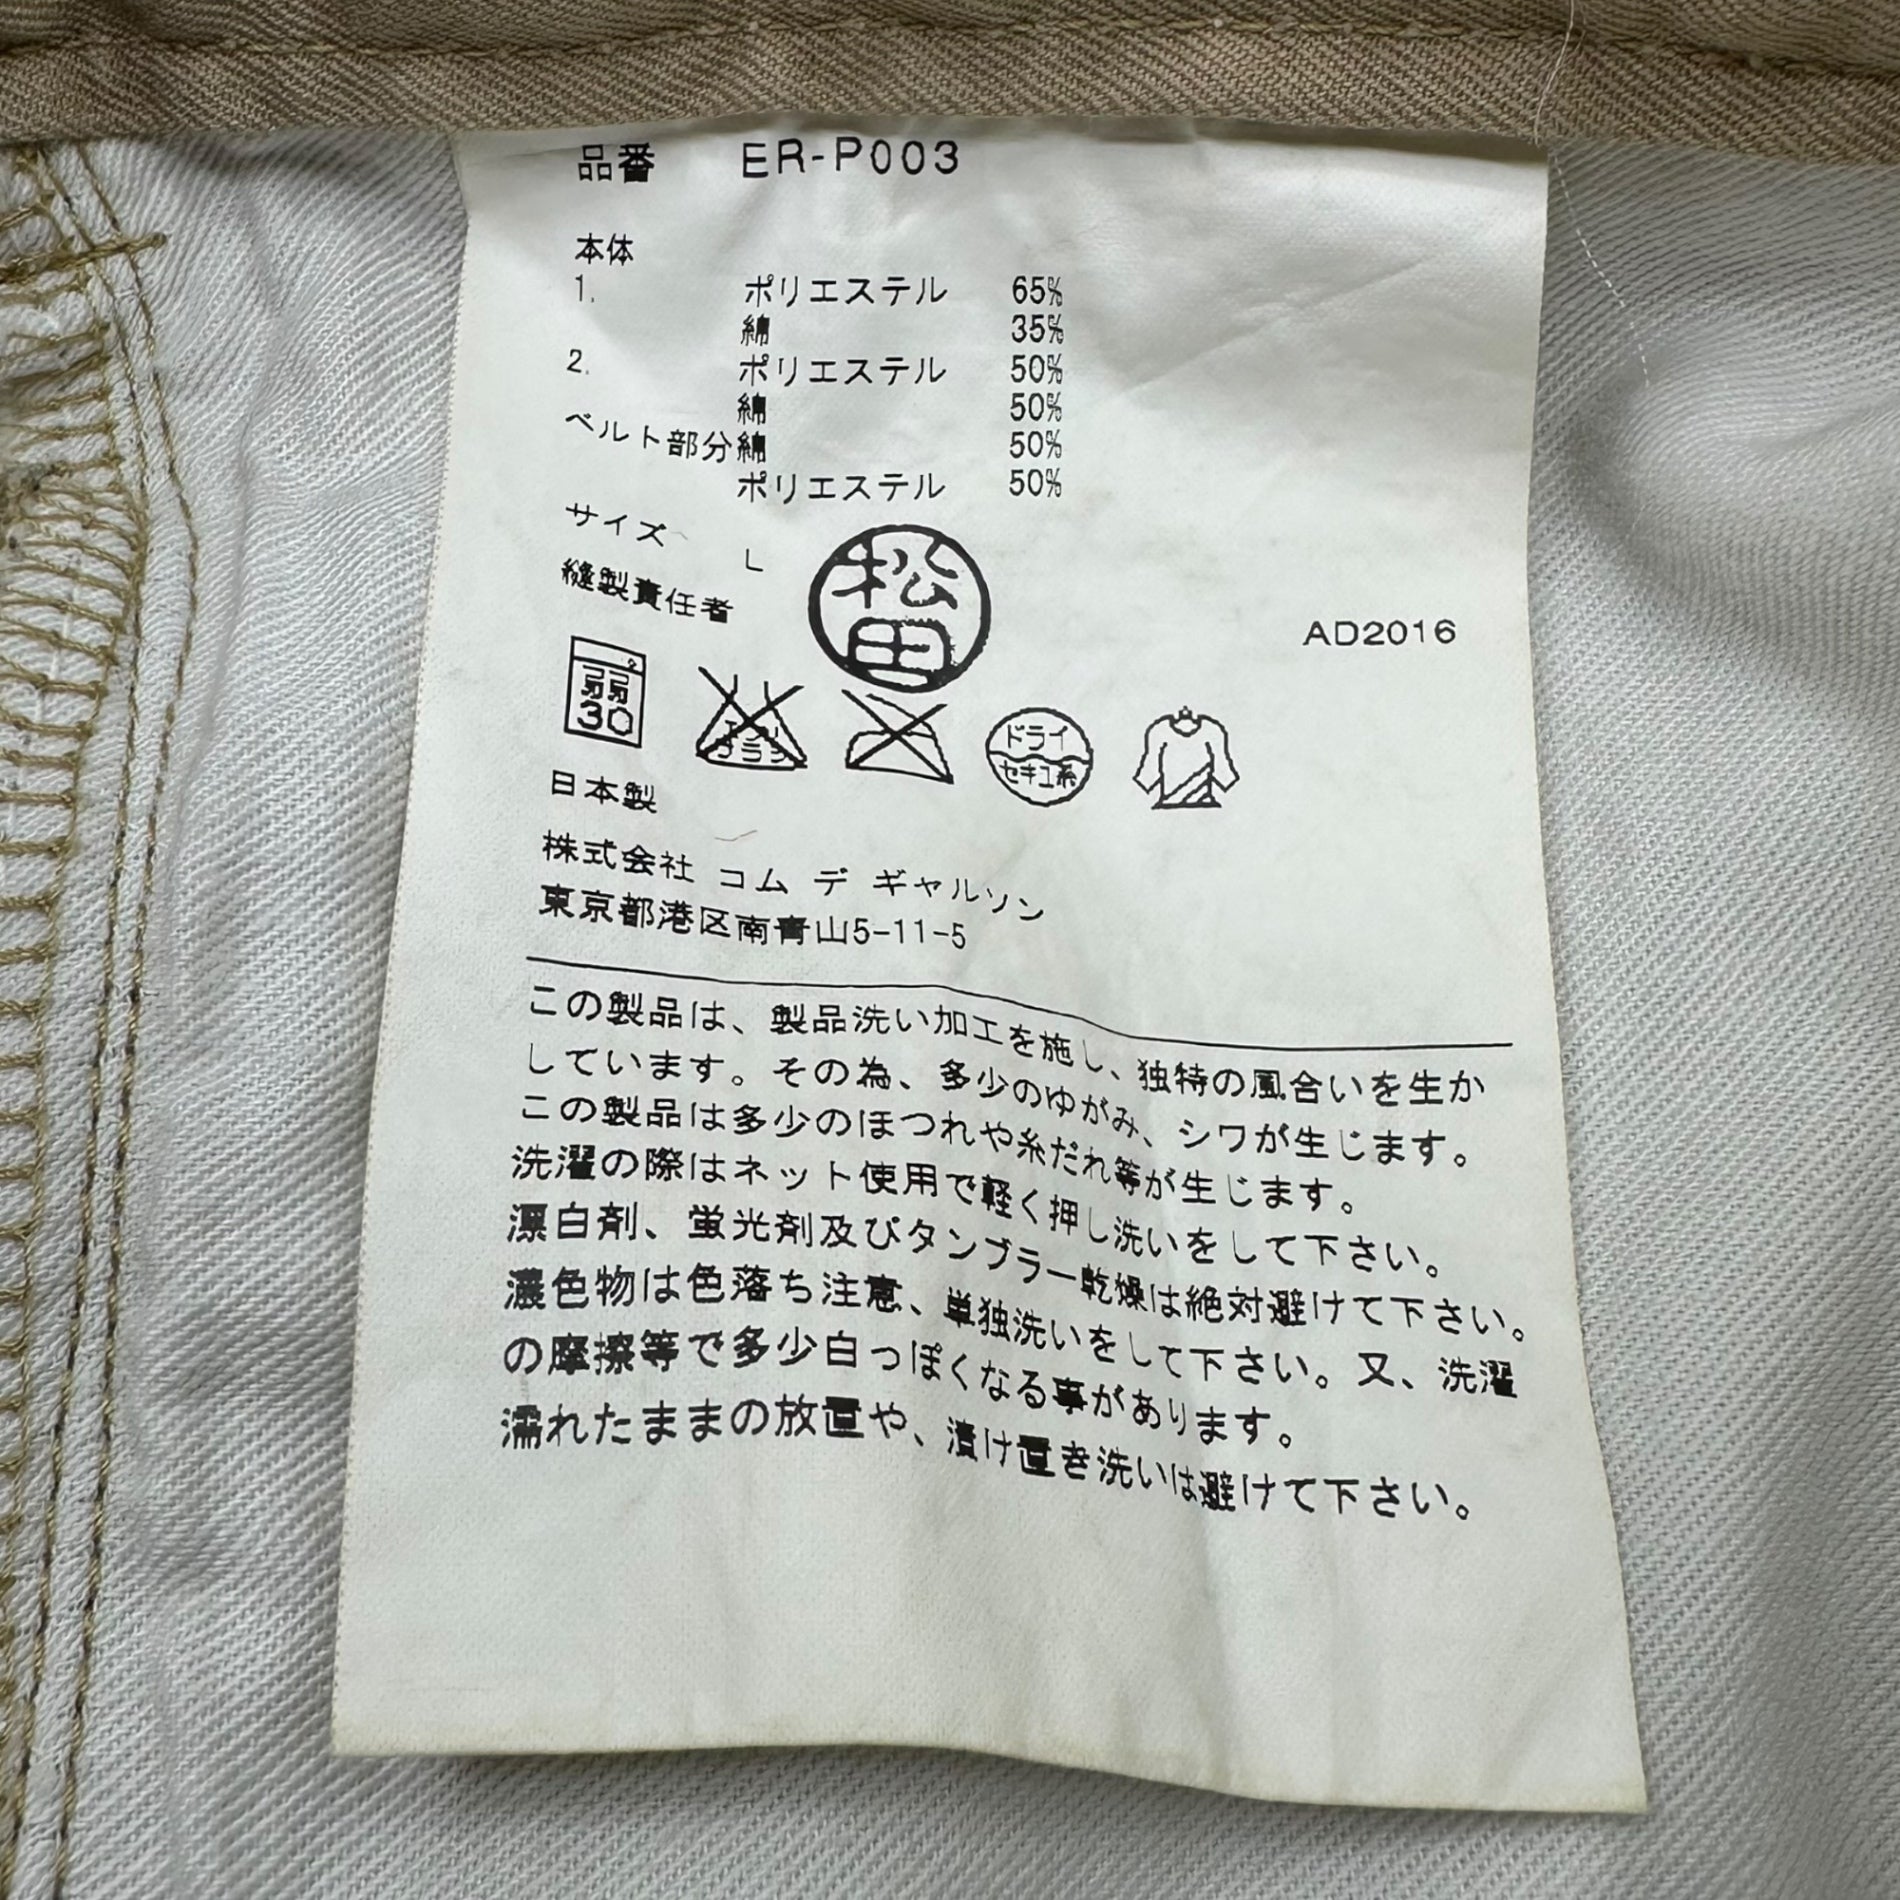 品番 ER-P003
本体
1. ポリエステル 65%
綿 35%
2. ポリエステル 50%
綿 50%
ベルト部分 綿 50%
ポリエステル 50%
サイズ L
縫製責任者 松田
AD2016
弱 30
エンソ サラシ
ドライ セキユ系
日本製
株式会社 コム デ ギャルソン
東京都港区南青山5-11-5
この製品は、製品洗い加工を施し、独特の風合いを生か
しています。その為、多少のゆがみ、シワが生じます。
この製品は多少のほつれや糸だれ等が生じます。
洗濯の際はネット使用で軽く押し洗いをして下さい。
漂白剤、蛍光剤及びタンブラー乾燥は絶対避けて下さい。
濃色物は色落ち注意、単独洗いをして下さい。又、洗濯
の摩擦等で多少白っぽくなる事があります。
濡れたままの放置や、漬け置き洗いは避けて下さい。